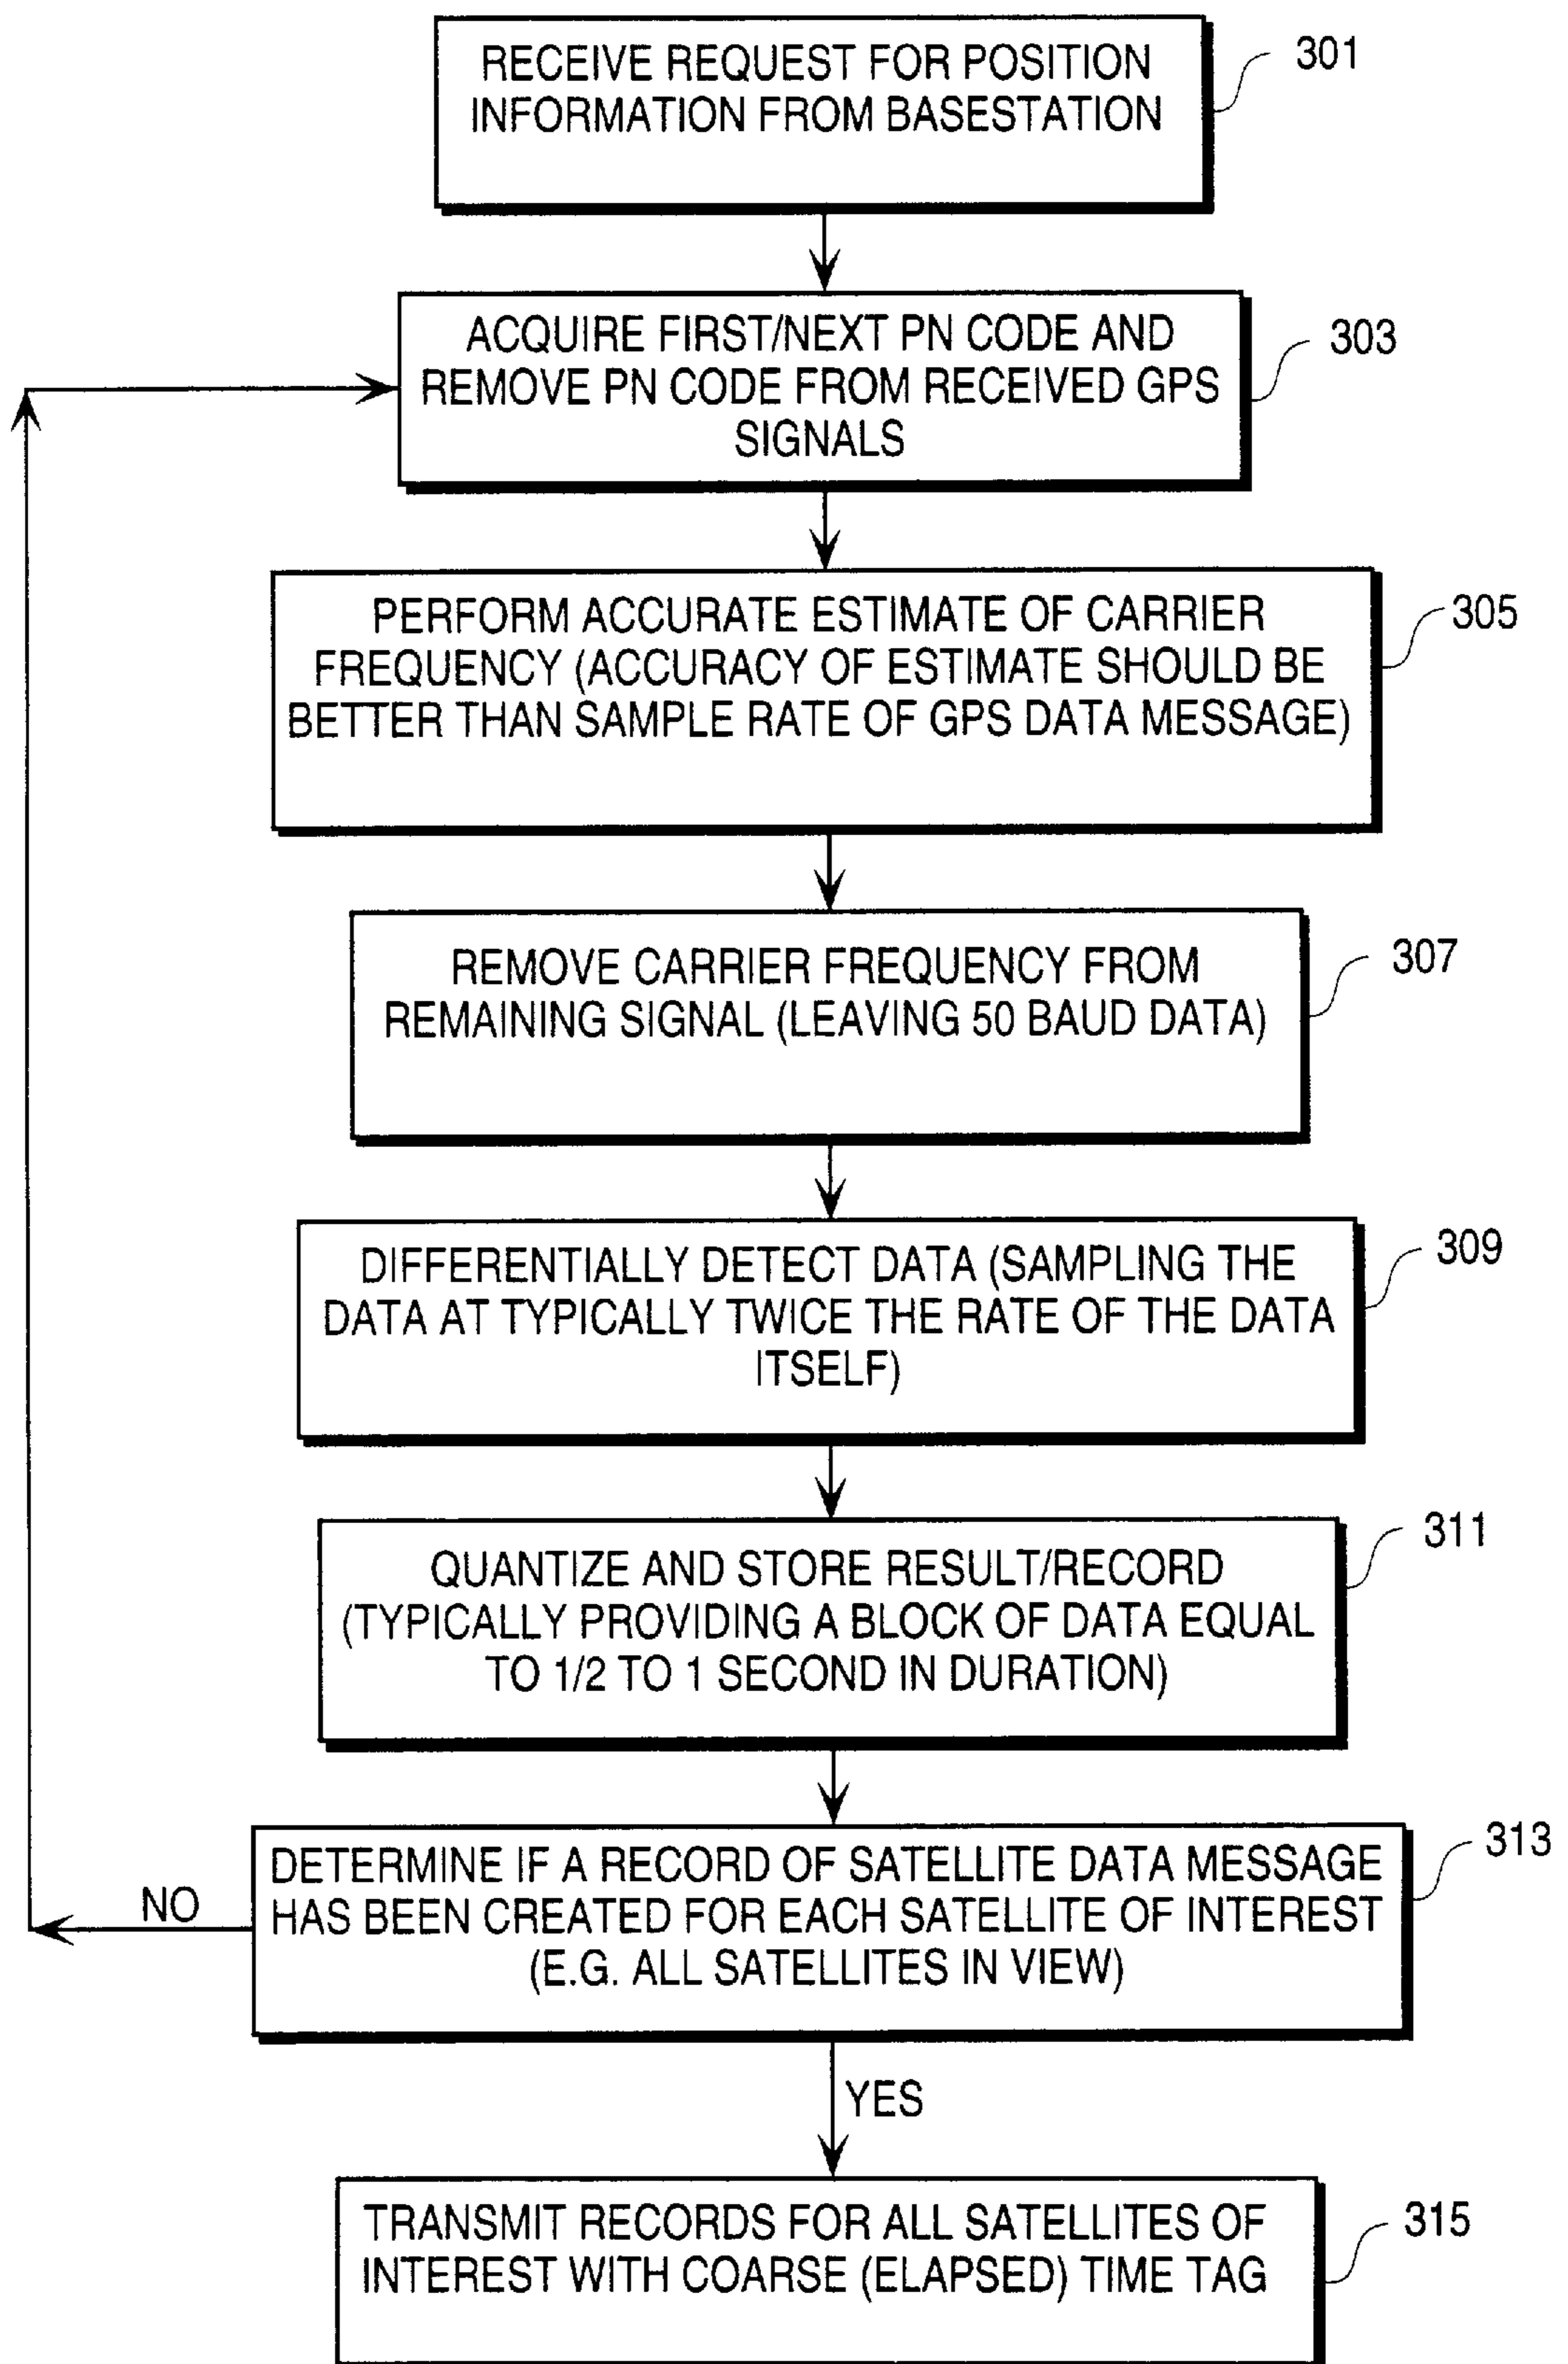 RECEIVE REQUEST FOR POSITION
INFORMATION FROM BASESTATION
301
ACQUIRE FIRST/NEXT PN CODE AND
REMOVE PN CODE FROM RECEIVED GPS
SIGNALS
303
PERFORM ACCURATE ESTIMATE OF CARRIER
FREQUENCY (ACCURACY OF ESTIMATE SHOULD BE
BETTER THAN SAMPLE RATE OF GPS DATA MESSAGE)
305
REMOVE CARRIER FREQUENCY FROM
REMAINING SIGNAL (LEAVING 50 BAUD DATA)
307
DIFFERENTIALLY DETECT DATA (SAMPLING THE
DATA AT TYPICALLY TWICE THE RATE OF THE DATA
ITSELF)
309
QUANTIZE AND STORE RESULT/RECORD
(TYPICALLY PROVIDING A BLOCK OF DATA EQUAL
TO 1/2 TO 1 SECOND IN DURATION)
311
DETERMINE IF A RECORD OF SATELLITE DATA MESSAGE
HAS BEEN CREATED FOR EACH SATELLITE OF INTEREST
(E.G. ALL SATELLITES IN VIEW)
313
NO
YES
TRANSMIT RECORDS FOR ALL SATELLITES OF
INTEREST WITH COARSE (ELAPSED) TIME TAG
315